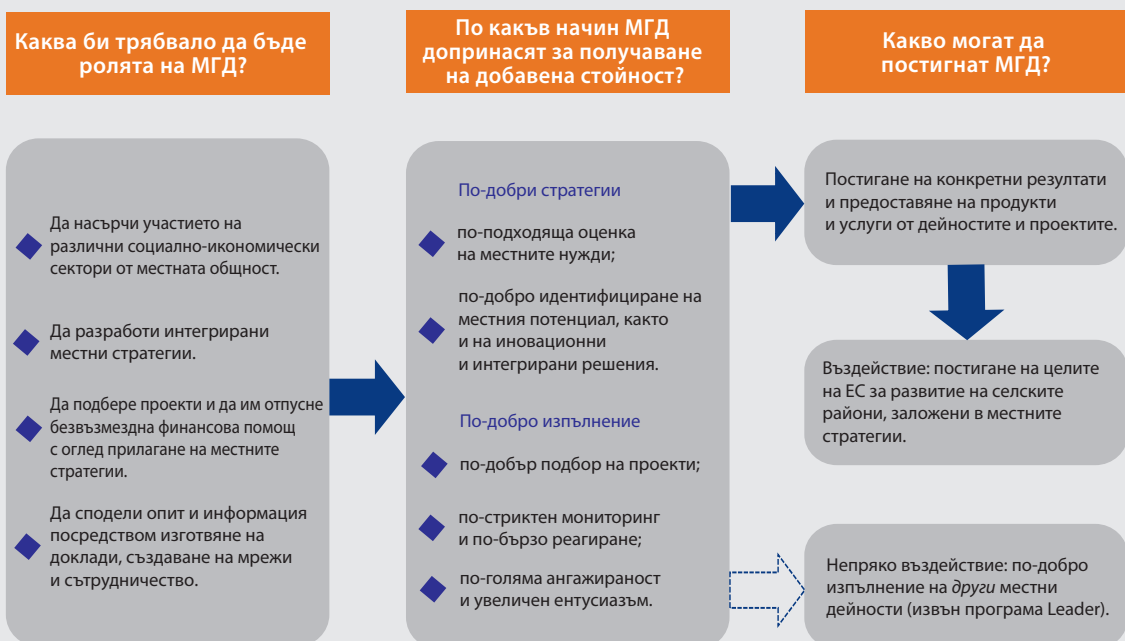 Каква би трябвало да бъде
ролята на МГД?
Да насърчи участието на
различни социално-икономически
сектори от местната общност.
Да разработи интегрирани
местни стратегии.
Да подбере проекти и да им отпусне
безвъзмездна финансова помощ
с оглед прилагане на местните
стратегии.
Да сподели опит и информация
посредством изготвяне на
доклади, създаване на мрежи
и сътрудничество.
По какъв начин МГД
допринасят за получаване
на добавена стойност?
По-добри стратегии
по-подходяща оценка
на местните нужди;
по-добро идентифициране на
местния потенциал, както
и на иновационни
и интегрирани решения.
По-добро изпълнение
по-добър подбор на проекти;
по-стриктен мониторинг
и по-бързо реагиране;
по-голяма ангажираност
и увеличен ентусиазъм.
Какво могат да
постигнат МГД?
Постигане на конкретни резултати
и предоставяне на продукти
и услуги от дейностите и проектите.
Въздействие: постигане на целите
на ЕС за развитие на селските
райони, заложени в местните
стратегии.
Непряко въздействие: по-добро
изпълнение на други местни
дейности (извън програма Leader).